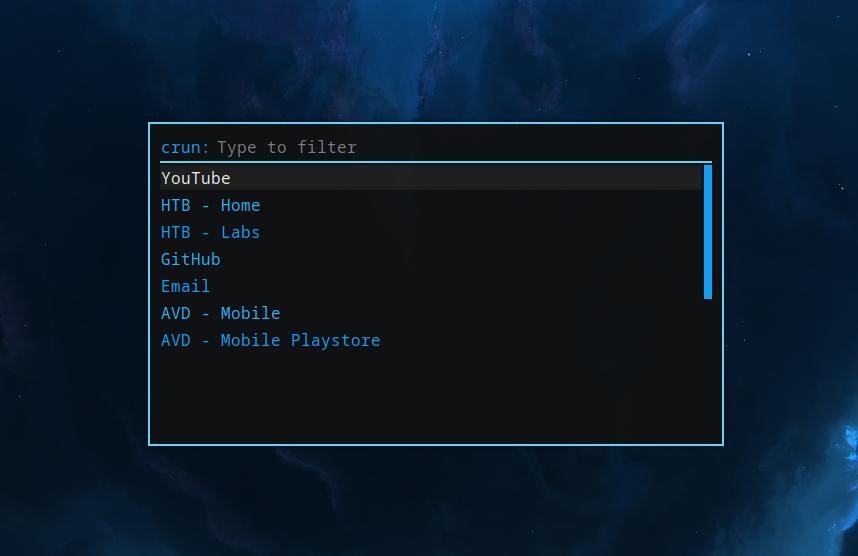 crun: Type to filter
YouTube
HTB - Home
HTB - Labs
GitHub
Email
AVD - Mobile
AVD - Mobile Playstore